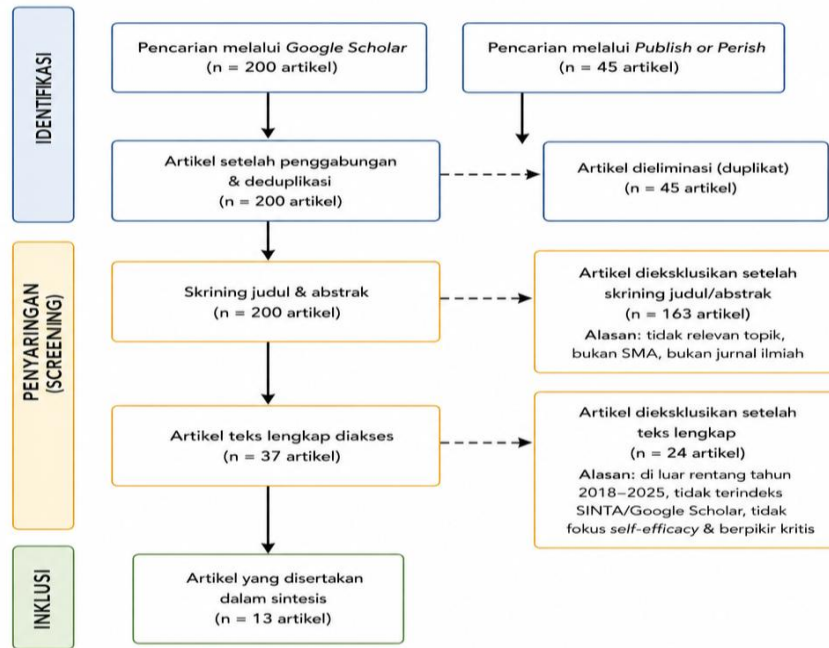 IDENTIFIKASI
Pencarian melalui Google Scholar
(n = 200 artikel)
Pencarian melalui Publish or Perish
(n = 45 artikel)
Artikel setelah penggabungan
& deduplikasi
(n = 200 artikel)
Artikel dieliminasi (duplikat)
(n = 45 artikel)
PENYARINGAN
(SCREENING)
Skrining judul & abstrak
(n = 200 artikel)
Artikel dieksklusikan setelah
skrining judul/abstrak
(n = 163 artikel)
Alasan: tidak relevan topik,
bukan SMA, bukan jurnal ilmiah
Artikel teks lengkap diakses
(n = 37 artikel)
Artikel dieksklusikan setelah
teks lengkap
(n = 24 artikel)
Alasan: di luar rentang tahun
2018–2025, tidak terindeks
SINTA/Google Scholar, tidak
fokus self-efficacy & berpikir kritis
INKLUSI
Artikel yang disertakan
dalam sintesis
(n = 13 artikel)